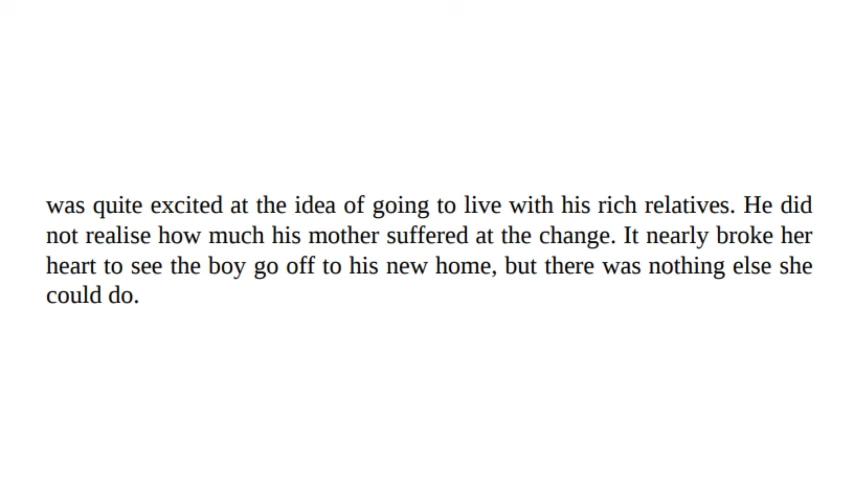 was quite excited at the idea of going to live with his rich relatives. He did
not realise how much his mother suffered at the change. It nearly broke her
heart to see the boy go off to his new home, but there was nothing else she
could do.